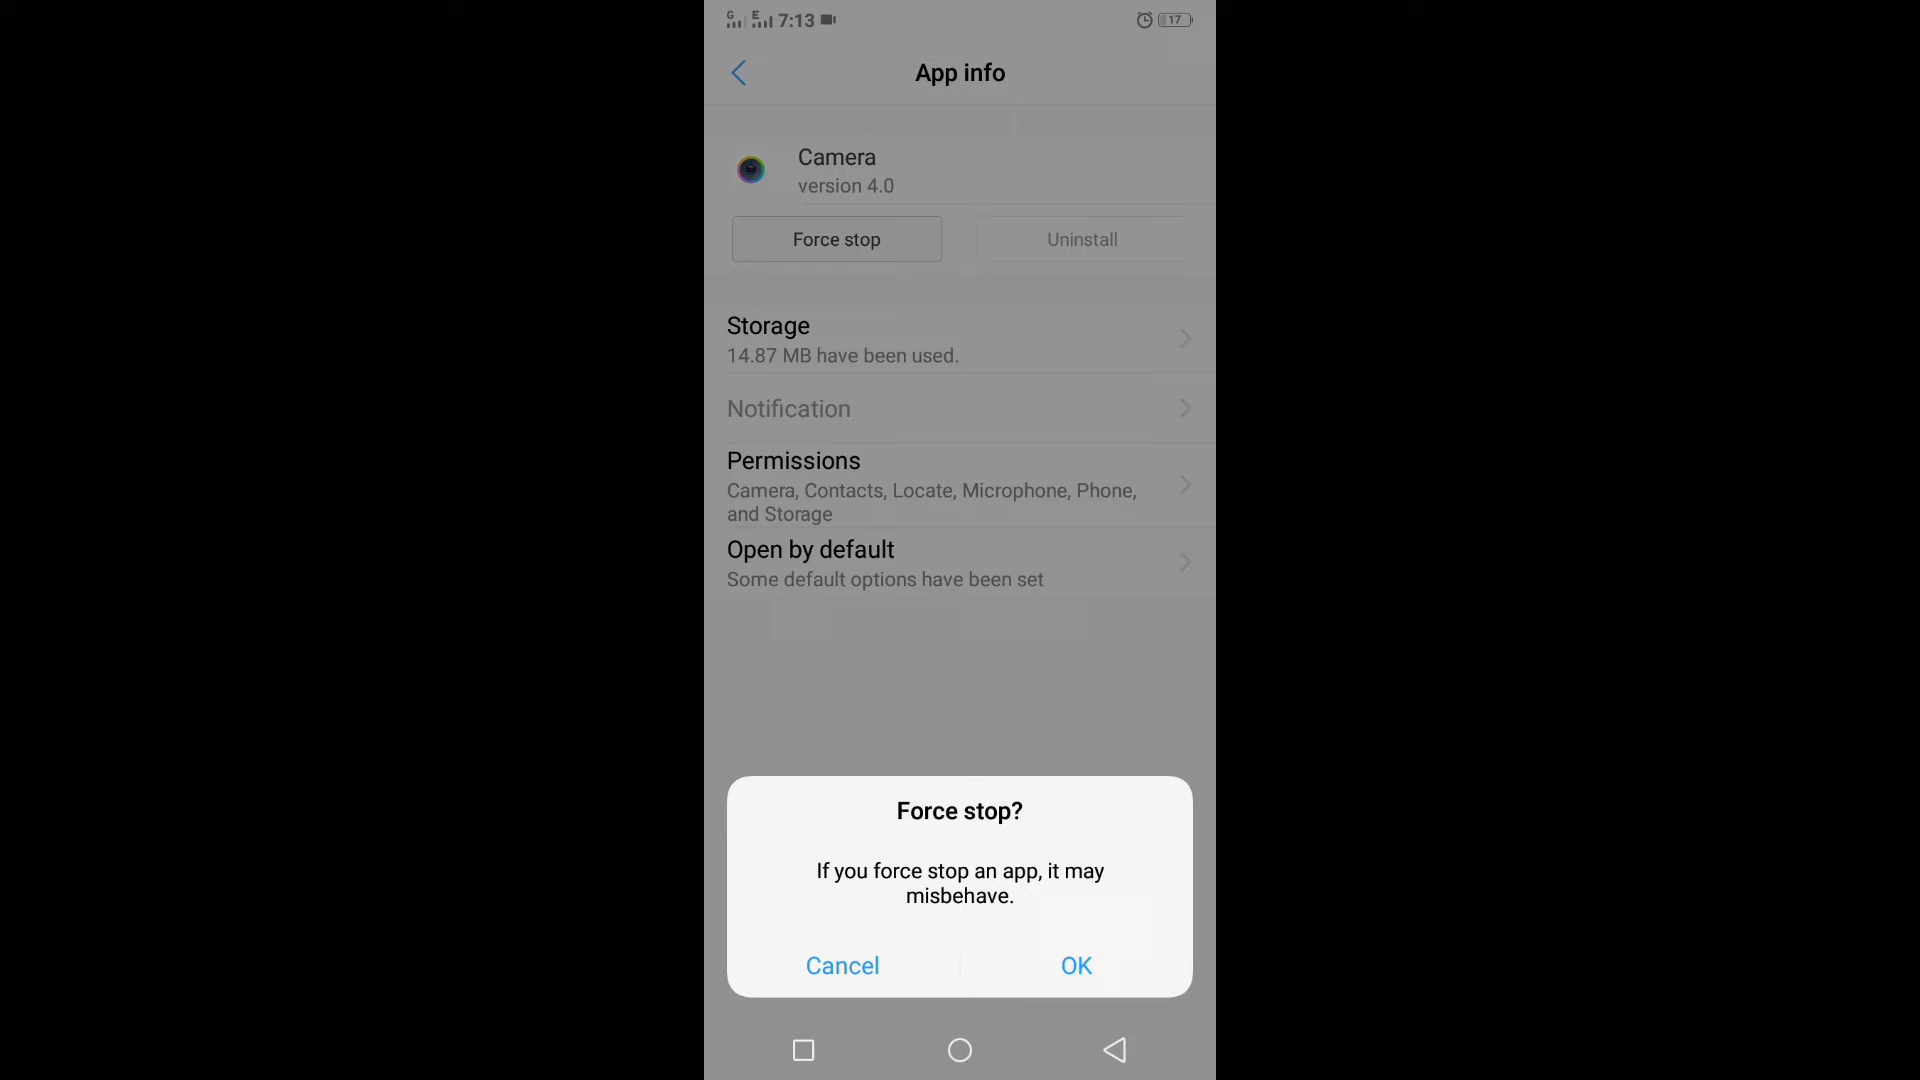 G E 7:13 17
App info
Camera
version 4.0
Force stop Uninstall
Storage
14.87 MB have been used.
Notification
Permissions
Camera, Contacts, Locate, Microphone, Phone,
and Storage
Open by default
Some default options have been set
Force stop?
If you force stop an app, it may
misbehave.
Cancel OK